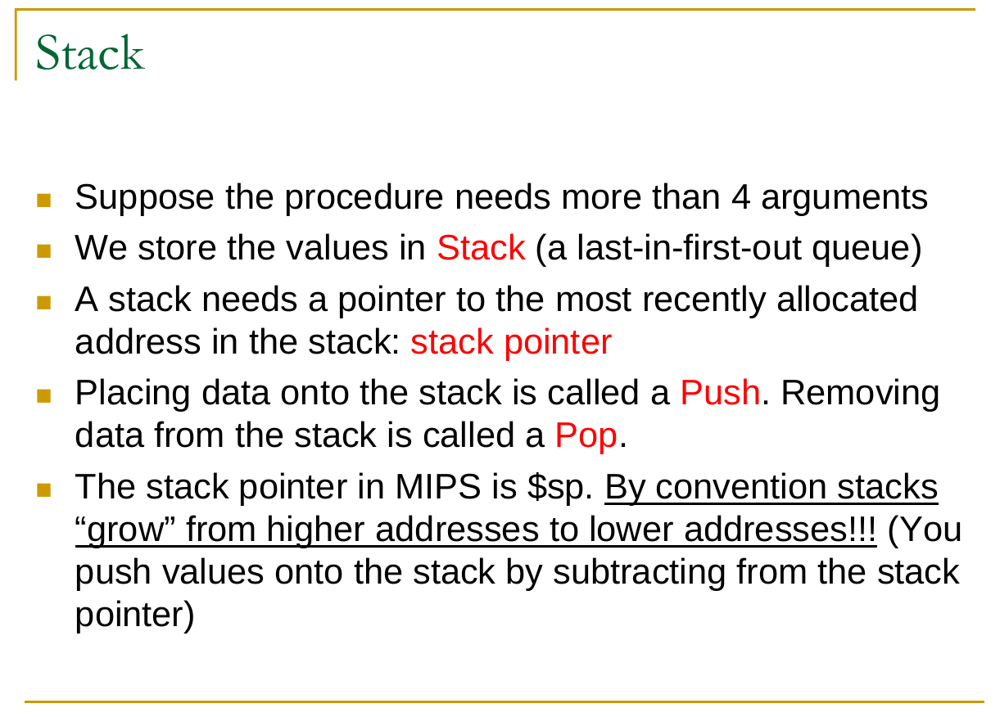 Stack
Suppose the procedure needs more than 4 arguments
We store the values in Stack (a last-in-first-out queue)
A stack needs a pointer to the most recently allocated
address in the stack: stack pointer
Placing data onto the stack is called a Push. Removing
data from the stack is called a Pop.
The stack pointer in MIPS is $sp. By convention stacks
“grow” from higher addresses to lower addresses!!! (You
push values onto the stack by subtracting from the stack
pointer)